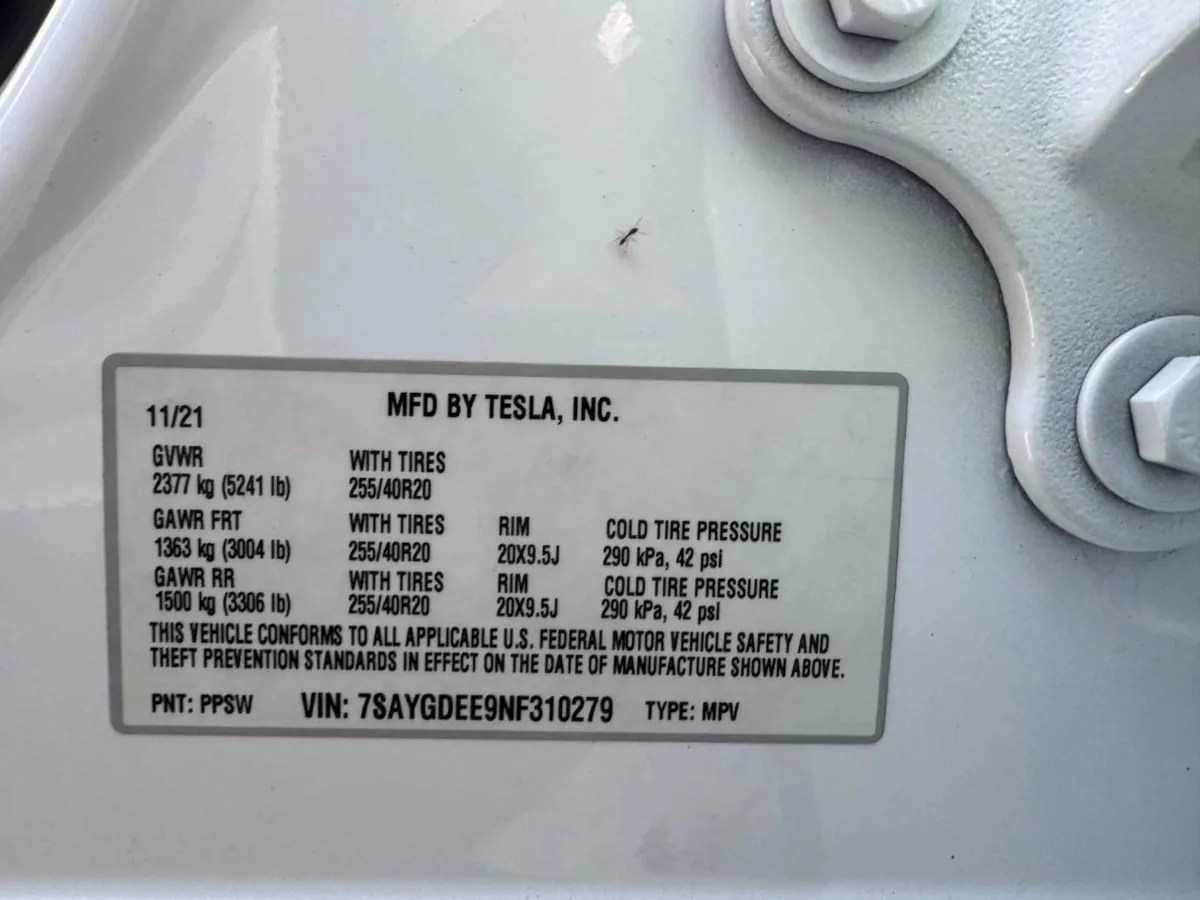 MFD BY TESLA, INC.
11/21
GVWR WITH TIRES
2377 kg (5241 lb) 255/40R20
GAWR FRT WITH TIRES RIM COLD TIRE PRESSURE
1363 kg (3004 lb) 255/40R20 20X9.5J 290 kPa, 42 psi
GAWR RR WITH TIRES RIM COLD TIRE PRESSURE
1500 kg (3306 lb) 255/40R20 20X9.5J 290 kPa, 42 psi
THIS VEHICLE CONFORMS TO ALL APPLICABLE U.S. FEDERAL MOTOR VEHICLE SAFETY AND
THEFT PREVENTION STANDARDS IN EFFECT ON THE DATE OF MANUFACTURE SHOWN ABOVE.
PNT: PPSW VIN: 7SAYGDEE9NF310279 TYPE: MPV